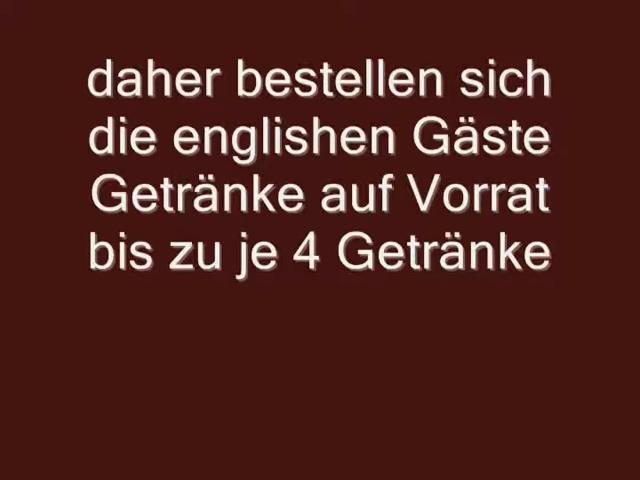 daher bestellen sich
die englishen Gäste
Getränke auf Vorrat
bis zu je 4 Getränke